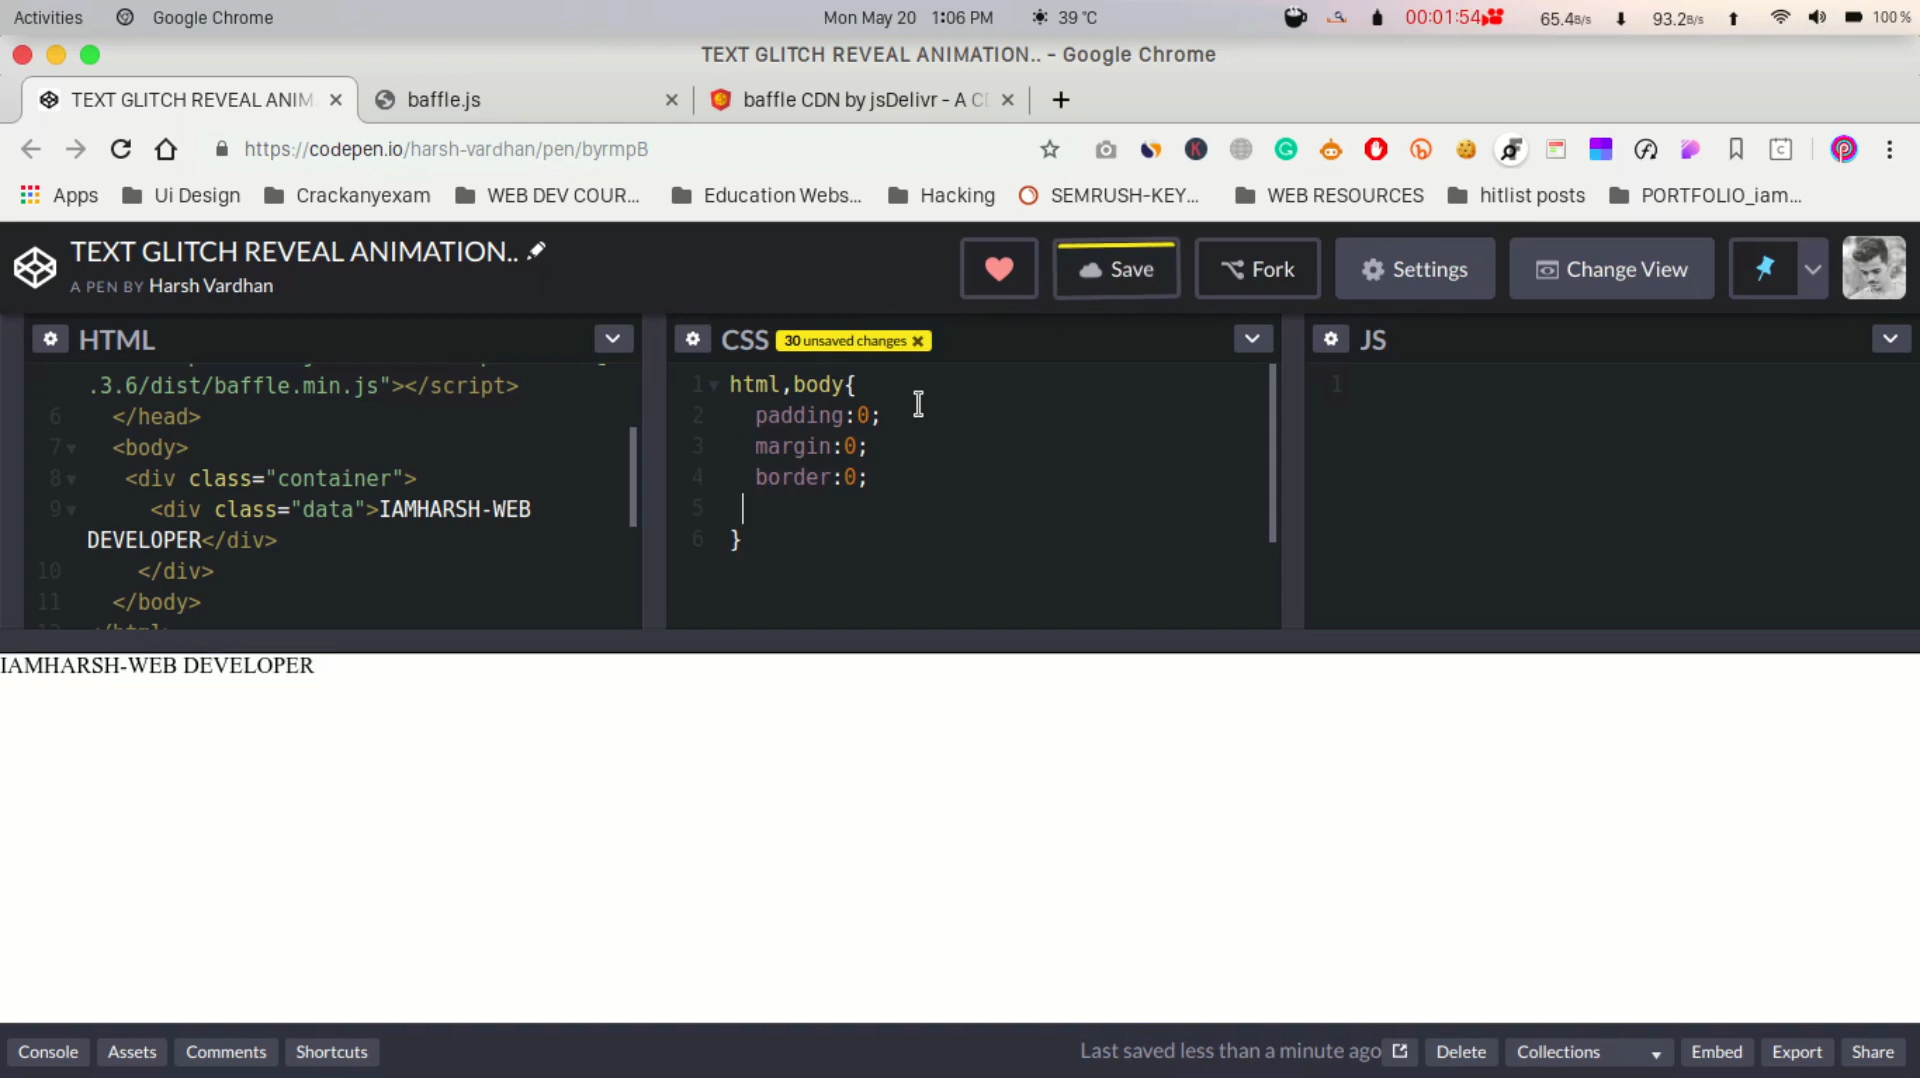 Activities Google Chrome Mon May 20 1:06 PM 39 °C 00:01:54 65.4B/s 93.2B/s 100 %
TEXT GLITCH REVEAL ANIMATION.. - Google Chrome
TEXT GLITCH REVEAL ANIM baffle.js baffle CDN by jsDelivr - A C
https://codepen.io/harsh-vardhan/pen/byrmpB
Apps Ui Design Crackanyexam WEB DEV COUR... Education Webs... Hacking SEMRUSH-KEY... WEB RESOURCES hitlist posts PORTFOLIO_iam...
TEXT GLITCH REVEAL ANIMATION..
A PEN BY Harsh Vardhan
Save Fork Settings Change View
HTML CSS 30 unsaved changes x JS
.3.6/dist/baffle.min.js"></script>
6 </head>
7 <body>
8 <div class="container">
9 <div class="data">IAMHARSH-WEB
DEVELOPER</div>
10 </div>
11 </body>
1 html,body{
2 padding:0;
3 margin:0;
4 border:0;
5
6 }
1
IAMHARSH-WEB DEVELOPER
Console Assets Comments Shortcuts Last saved less than a minute ago Delete Collections Embed Export Share